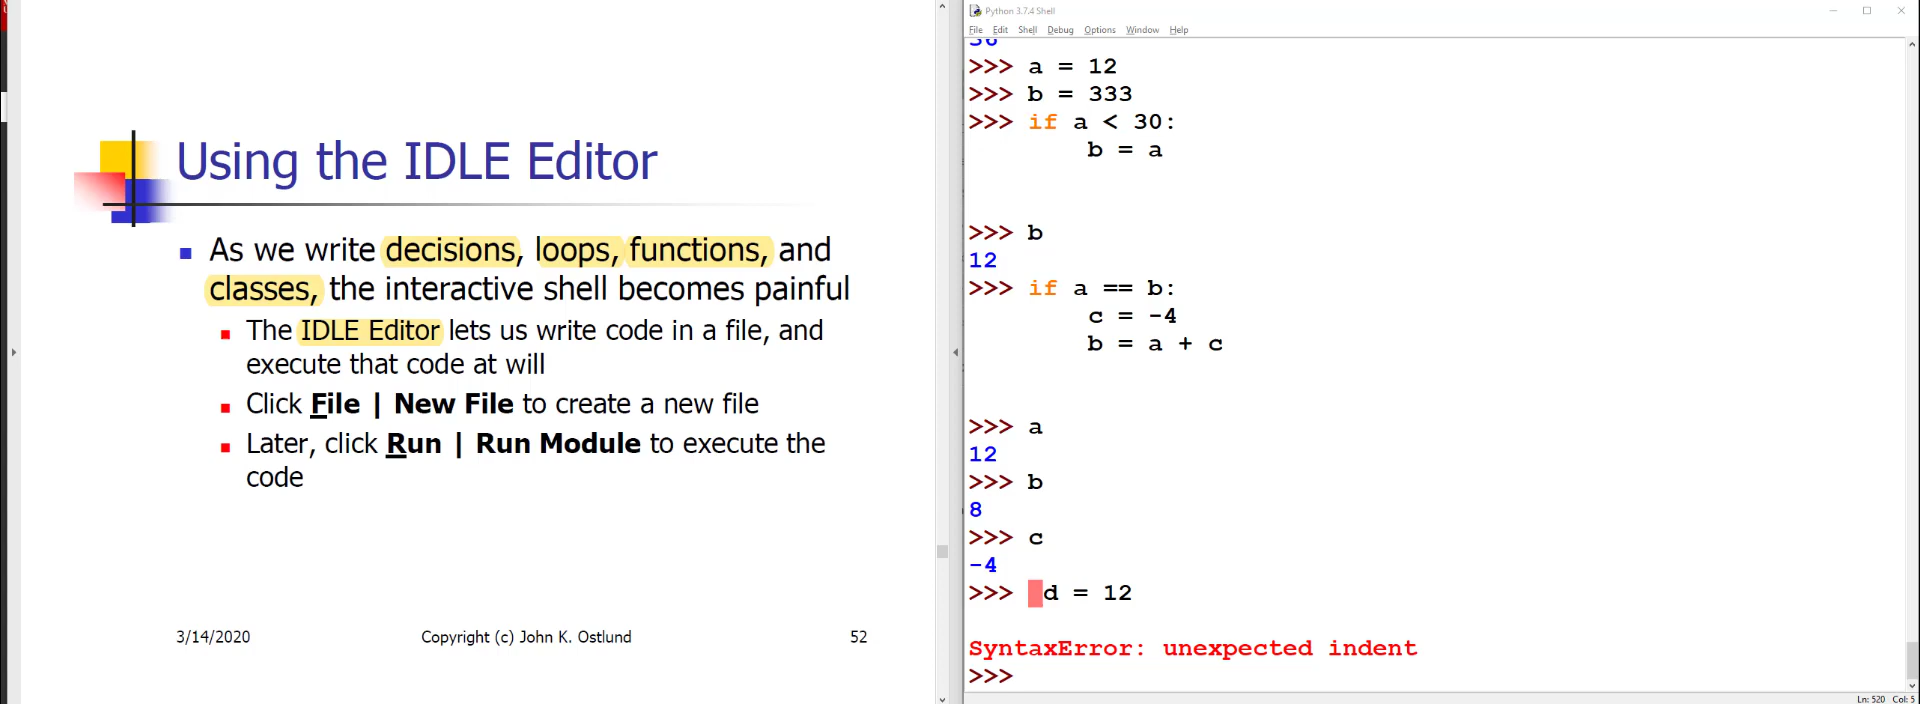 Using the IDLE Editor
As we write decisions, loops, functions, and
classes, the interactive shell becomes painful
The IDLE Editor lets us write code in a file, and
execute that code at will
Click File | New File to create a new file
Later, click Run | Run Module to execute the
code
3/14/2020
Copyright (c) John K. Ostlund
52
Python 3.7.4 Shell
File Edit Shell Debug Options Window Help
36
>>> a = 12
>>> b = 333
>>> if a < 30:
b = a
>>> b
12
>>> if a == b:
c = -4
b = a + c
>>> a
12
>>> b
8
>>> c
-4
>>>  d = 12
SyntaxError: unexpected indent
>>>
Ln: 520 Col: 5